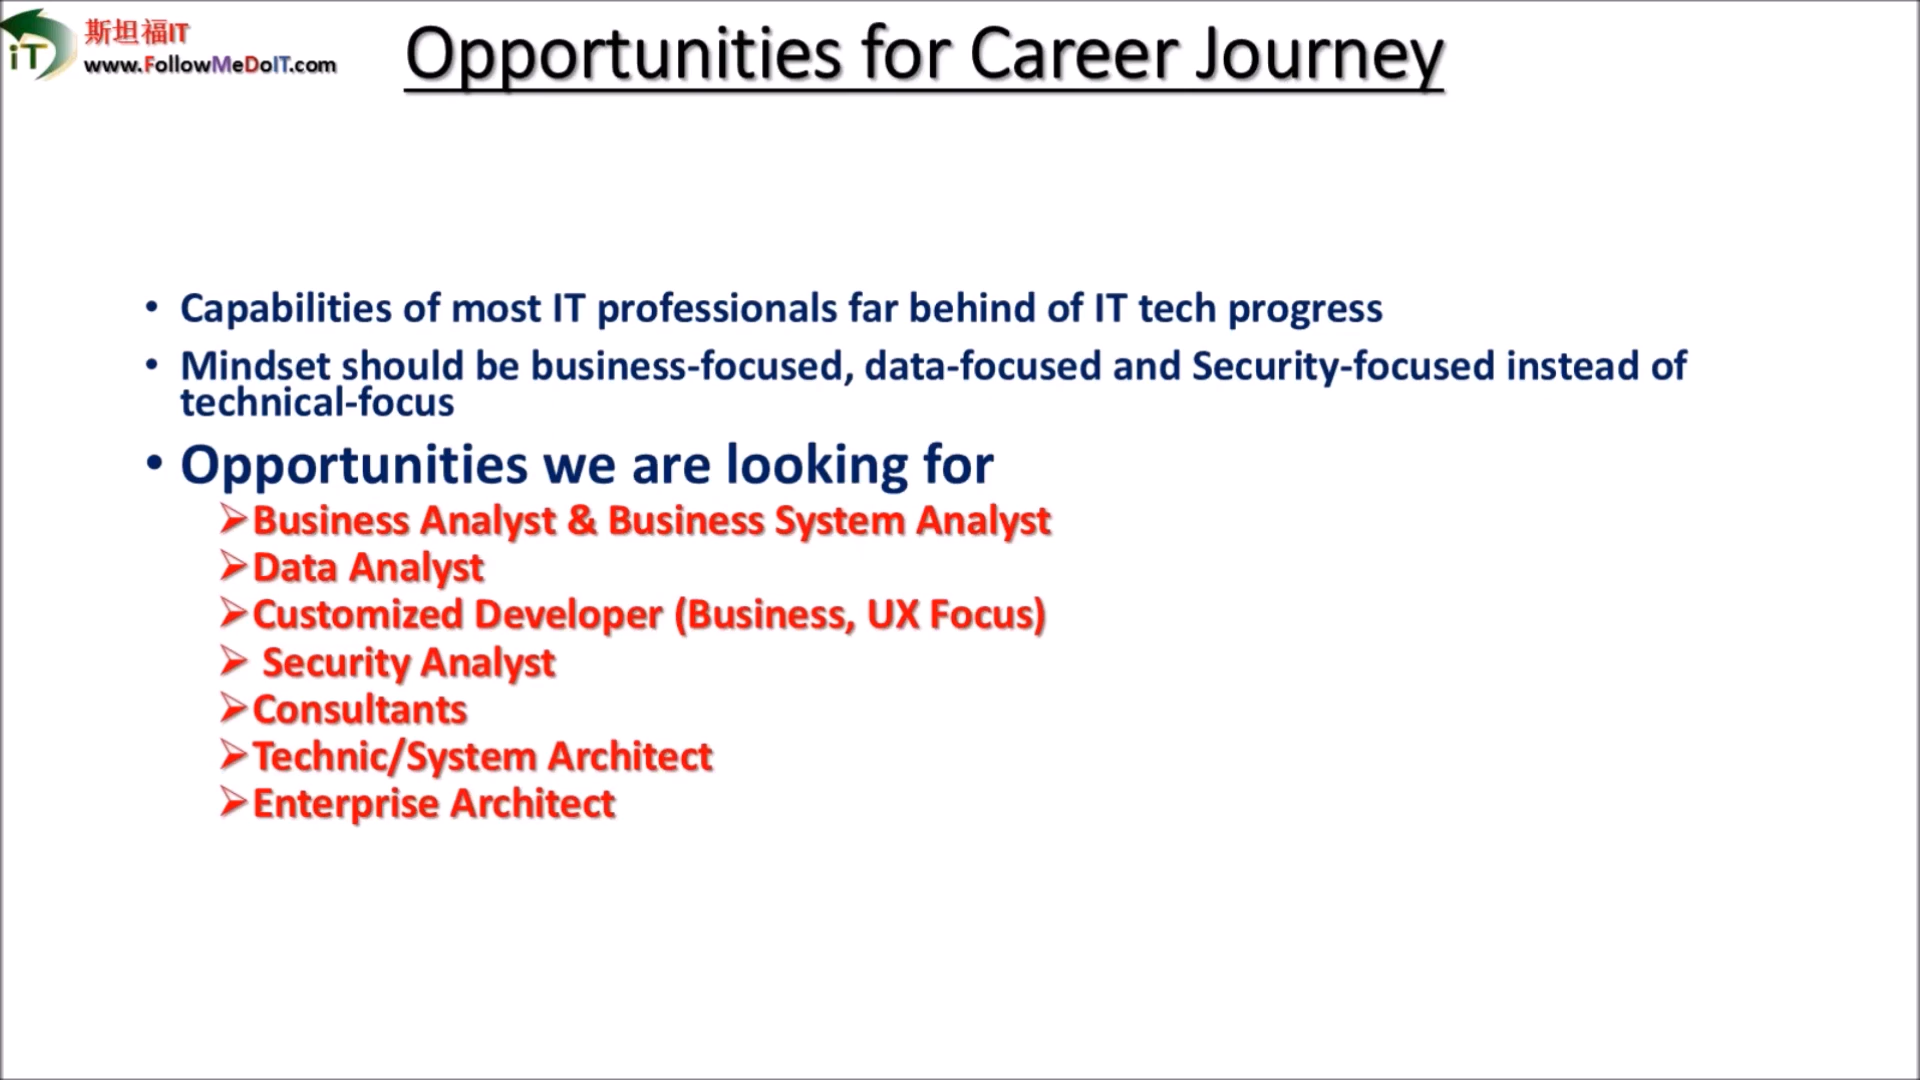 斯坦福IT
www.FollowMeDoIT.com
iT
Opportunities for Career Journey
• Capabilities of most IT professionals far behind of IT tech progress
• Mindset should be business-focused, data-focused and Security-focused instead of
technical-focus
• Opportunities we are looking for
➢Business Analyst & Business System Analyst
➢Data Analyst
➢Customized Developer (Business, UX Focus)
➢ Security Analyst
➢Consultants
➢Technic/System Architect
➢Enterprise Architect